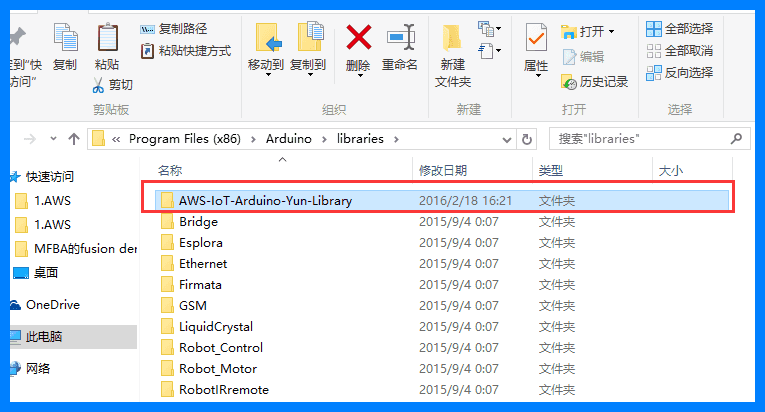 复制路径
粘贴快捷方式
到"快
访问"
复制
粘贴
剪切
移动到
复制到
删除
重命名
新建
文件夹
属性
打开
编辑
历史记录
全部选择
全部取消
反向选择
剪贴板
组织
新建
打开
选择
« Program Files (x86) › Arduino › libraries ›
搜索"libraries"
名称 修改日期 类型 大小
快速访问
1.AWS
1.AWS
MFBA的fusion der
桌面
OneDrive
此电脑
网络
AWS-IoT-Arduino-Yun-Library 2016/2/18 16:21 文件夹
Bridge 2015/9/4 0:07 文件夹
Esplora 2015/9/4 0:07 文件夹
Ethernet 2015/9/4 0:07 文件夹
Firmata 2015/9/4 0:07 文件夹
GSM 2015/9/4 0:07 文件夹
LiquidCrystal 2015/9/4 0:07 文件夹
Robot_Control 2015/9/4 0:07 文件夹
Robot_Motor 2015/9/4 0:07 文件夹
RobotIRremote 2015/9/4 0:07 文件夹